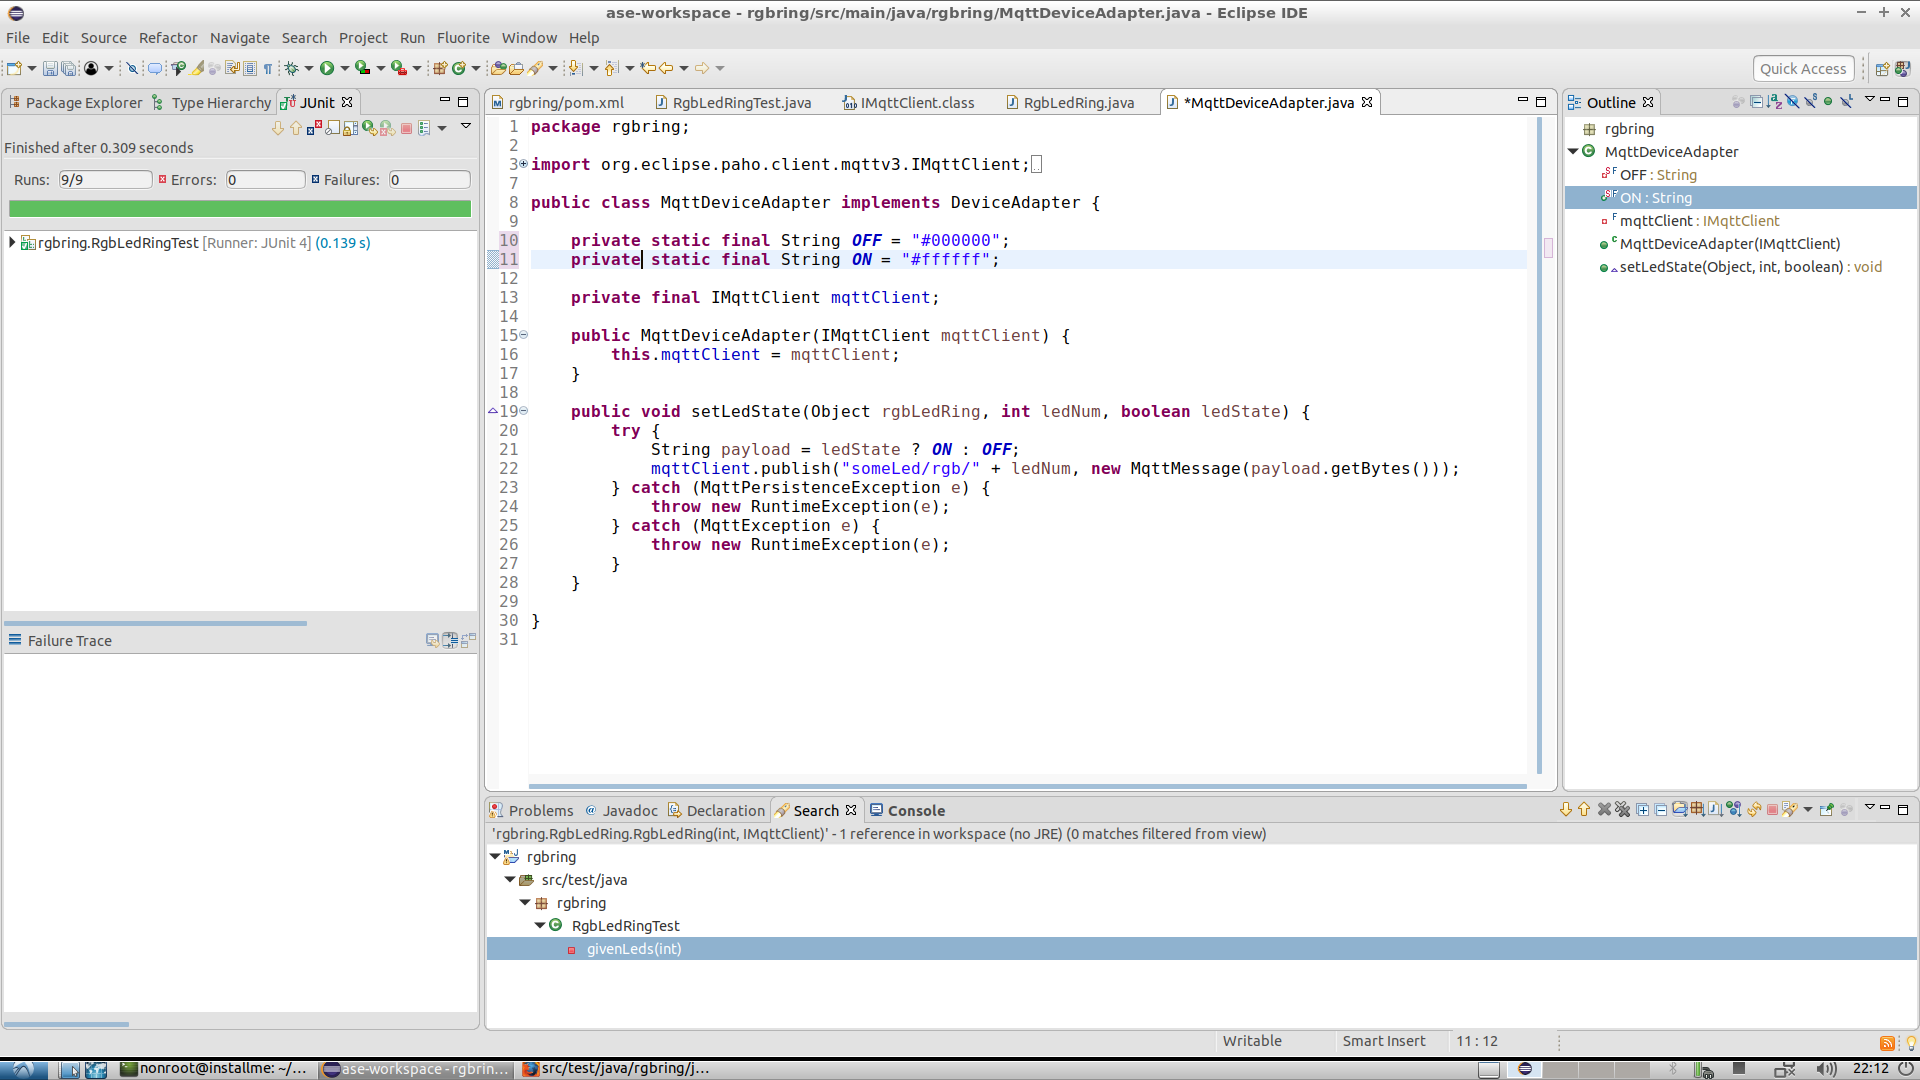 ase-workspace - rgbring/src/main/java/rgbring/MqttDeviceAdapter.java - Eclipse IDE
File Edit Source Refactor Navigate Search Project Run Fluorite Window Help
Quick Access
Package Explorer Type Hierarchy JUnit
Finished after 0.309 seconds
Runs: 9/9 Errors: 0 Failures: 0
rgbring.RgbLedRingTest [Runner: JUnit 4] (0.139 s)
Failure Trace
rgbring/pom.xml RgbLedRingTest.java IMqttClient.class RgbLedRing.java *MqttDeviceAdapter.java
1 package rgbring;
2
3 import org.eclipse.paho.client.mqttv3.IMqttClient;
7
8 public class MqttDeviceAdapter implements DeviceAdapter {
9
10 private static final String OFF = "#000000";
11 private static final String ON = "#ffffff";
12
13 private final IMqttClient mqttClient;
14
15 public MqttDeviceAdapter(IMqttClient mqttClient) {
16 this.mqttClient = mqttClient;
17 }
18
19 public void setLedState(Object rgbLedRing, int ledNum, boolean ledState) {
20 try {
21 String payload = ledState ? ON : OFF;
22 mqttClient.publish("someLed/rgb/" + ledNum, new MqttMessage(payload.getBytes()));
23 } catch (MqttPersistenceException e) {
24 throw new RuntimeException(e);
25 } catch (MqttException e) {
26 throw new RuntimeException(e);
27 }
28 }
29
30 }
31
Outline
rgbring
MqttDeviceAdapter
OFF : String
ON : String
mqttClient : IMqttClient
MqttDeviceAdapter(IMqttClient)
setLedState(Object, int, boolean) : void
Problems Javadoc Declaration Search Console
'rgbring.RgbLedRing.RgbLedRing(int, IMqttClient)' - 1 reference in workspace (no JRE) (0 matches filtered from view)
rgbring
src/test/java
rgbring
RgbLedRingTest
givenLeds(int)
Writable Smart Insert 11 : 12
nonroot@installme: ~/... ase-workspace - rgbrin... src/test/java/rgbring/j... 22:12